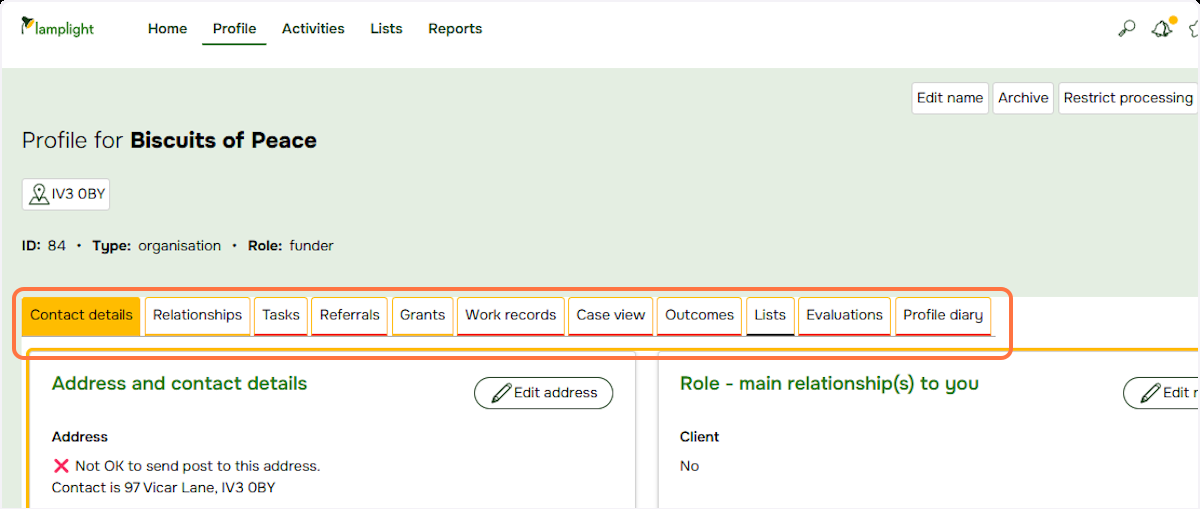 lamplight Home Profile Activities Lists Reports
Edit name Archive Restrict processing
Profile for Biscuits of Peace
IV3 0BY
ID: 84 • Type: organisation • Role: funder
Contact details Relationships Tasks Referrals Grants Work records Case view Outcomes Lists Evaluations Profile diary
Address and contact details Edit address
Role - main relationship(s) to you Edit
Address
Not OK to send post to this address.
Contact is 97 Vicar Lane, IV3 0BY
Client
No